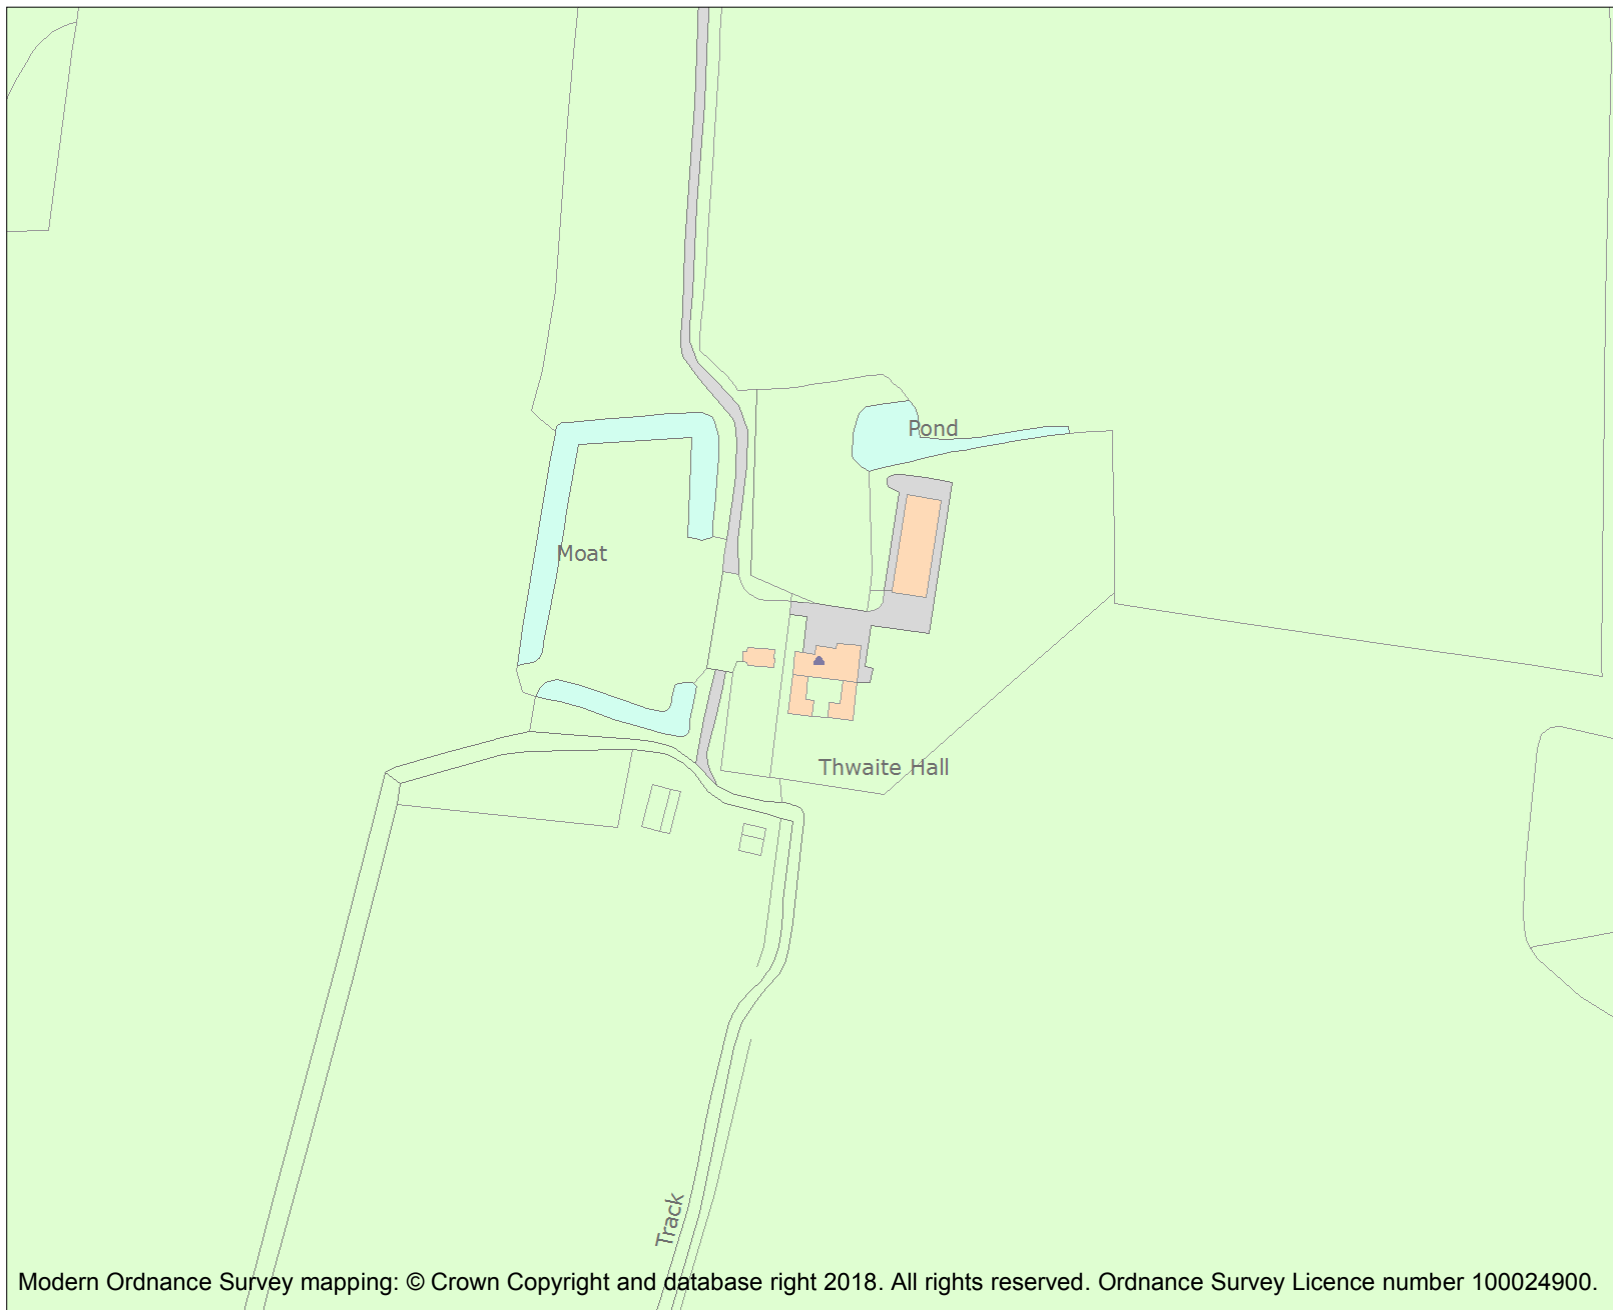 Pond
Moat
Thwaite Hall
Track
Modern Ordnance Survey mapping: © Crown Copyright and database right 2018. All rights reserved. Ordnance Survey Licence number 100024900.